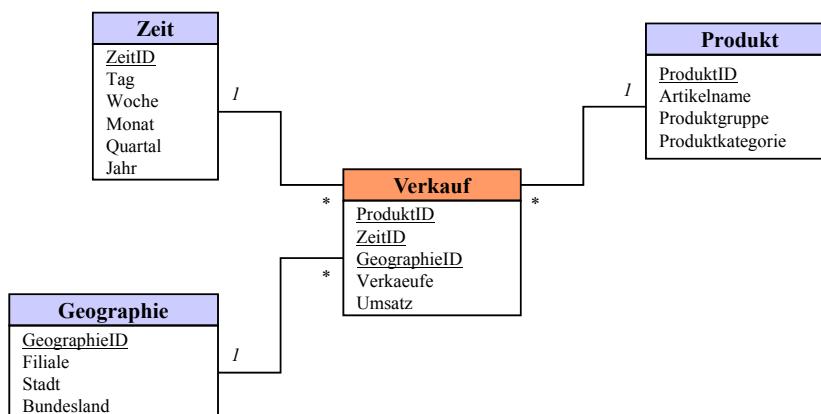 Zeit
ZeitID
Tag
Woche
Monat
Quartal
Jahr
1
*
Produkt
ProduktID
Artikelname
Produktgruppe
Produktkategorie
1
*
Verkauf
ProduktID
ZeitID
GeographieID
Verkaeufe
Umsatz
*
Geographie
GeographieID
Filiale
Stadt
Bundesland
1